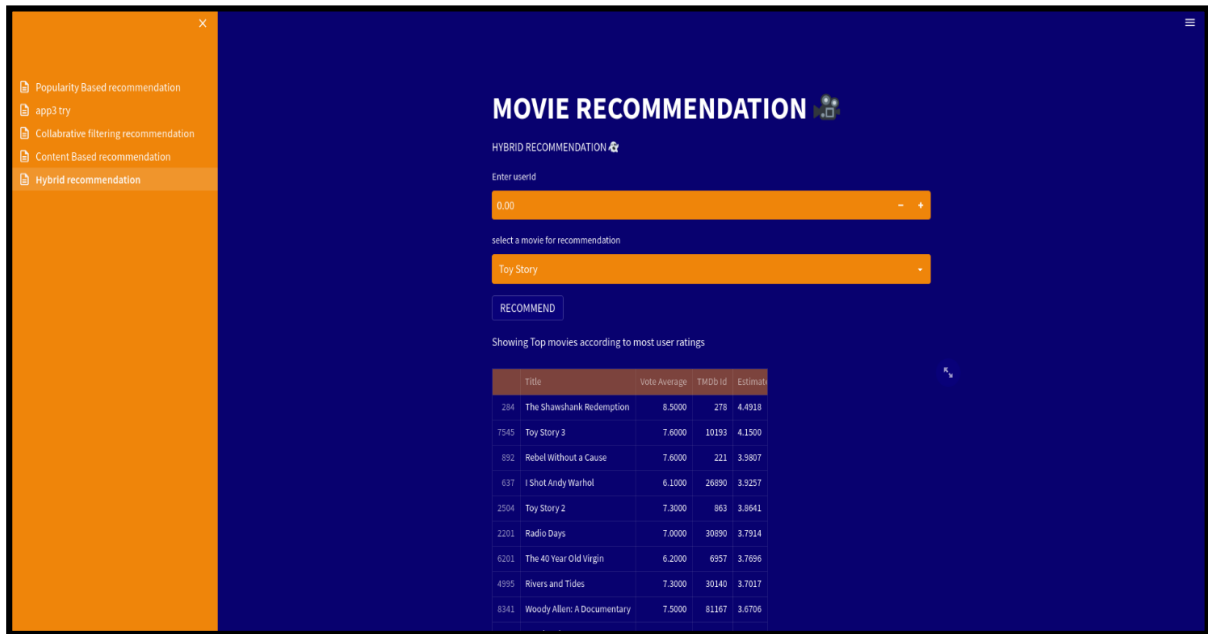 X
Popularity Based recommendation
app3 try
Collabrative filtering recommendation
Content Based recommendation
Hybrid recommendation
MOVIE RECOMMENDATION 🎥
HYBRID RECOMMENDATION
Enter userId
0.00 − +
select a movie for recommendation
Toy Story
RECOMMEND
Showing Top movies according to most user ratings
Title Vote Average TMDb Id Estimat
284 The Shawshank Redemption 8.5000 278 4.4918
7545 Toy Story 3 7.6000 10193 4.1500
892 Rebel Without a Cause 7.6000 221 3.9807
637 I Shot Andy Warhol 6.1000 26890 3.9257
2504 Toy Story 2 7.3000 863 3.8641
2201 Radio Days 7.0000 30890 3.7914
6201 The 40 Year Old Virgin 6.2000 6957 3.7696
4995 Rivers and Tides 7.3000 30140 3.7017
8341 Woody Allen: A Documentary 7.5000 81167 3.6706